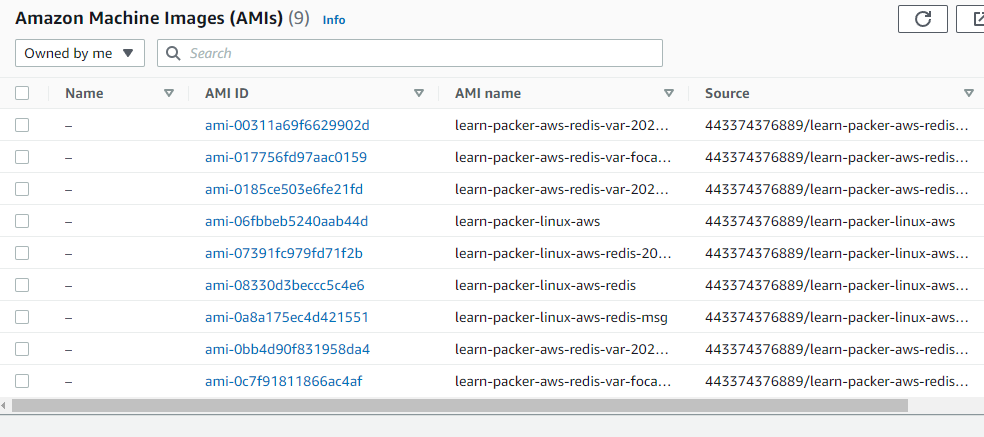 Amazon Machine Images (AMIs) (9) Info
Owned by me Search
Name AMI ID AMI name Source
– ami-00311a69f6629902d learn-packer-aws-redis-var-202... 443374376889/learn-packer-aws-redis...
– ami-017756fd97aac0159 learn-packer-aws-redis-var-foca... 443374376889/learn-packer-aws-redis...
– ami-0185ce503e6fe21fd learn-packer-aws-redis-var-202... 443374376889/learn-packer-aws-redis...
– ami-06fbbeb5240aab44d learn-packer-linux-aws 443374376889/learn-packer-linux-aws
– ami-07391fc979fd71f2b learn-packer-linux-aws-redis-20... 443374376889/learn-packer-linux-aws...
– ami-08330d3beccc5c4e6 learn-packer-linux-aws-redis 443374376889/learn-packer-linux-aws...
– ami-0a8a175ec4d421551 learn-packer-linux-aws-redis-msg 443374376889/learn-packer-linux-aws...
– ami-0bb4d90f831958da4 learn-packer-aws-redis-var-202... 443374376889/learn-packer-aws-redis...
– ami-0c7f91811866ac4af learn-packer-aws-redis-var-foca... 443374376889/learn-packer-aws-redis...